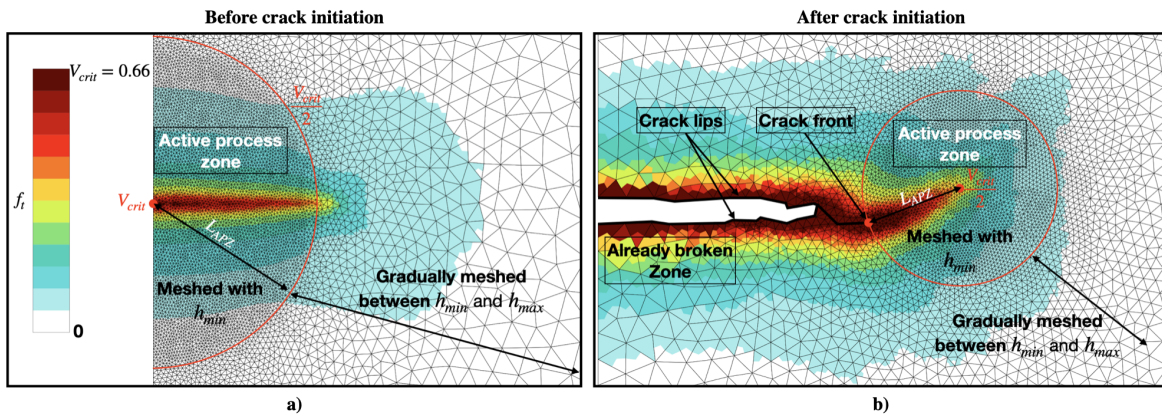 Before crack initiation
After crack initiation
V_crit = 0.66
f_t
0
V_crit
2
Active process
zone
V_crit
L_APZ
Meshed with
h_min
Gradually meshed
between h_min and h_max
a)
Crack lips
Crack front
Active process
zone
V_crit
2
L_APZ
Already broken
Zone
Meshed with
h_min
Gradually meshed
between h_min and h_max
b)